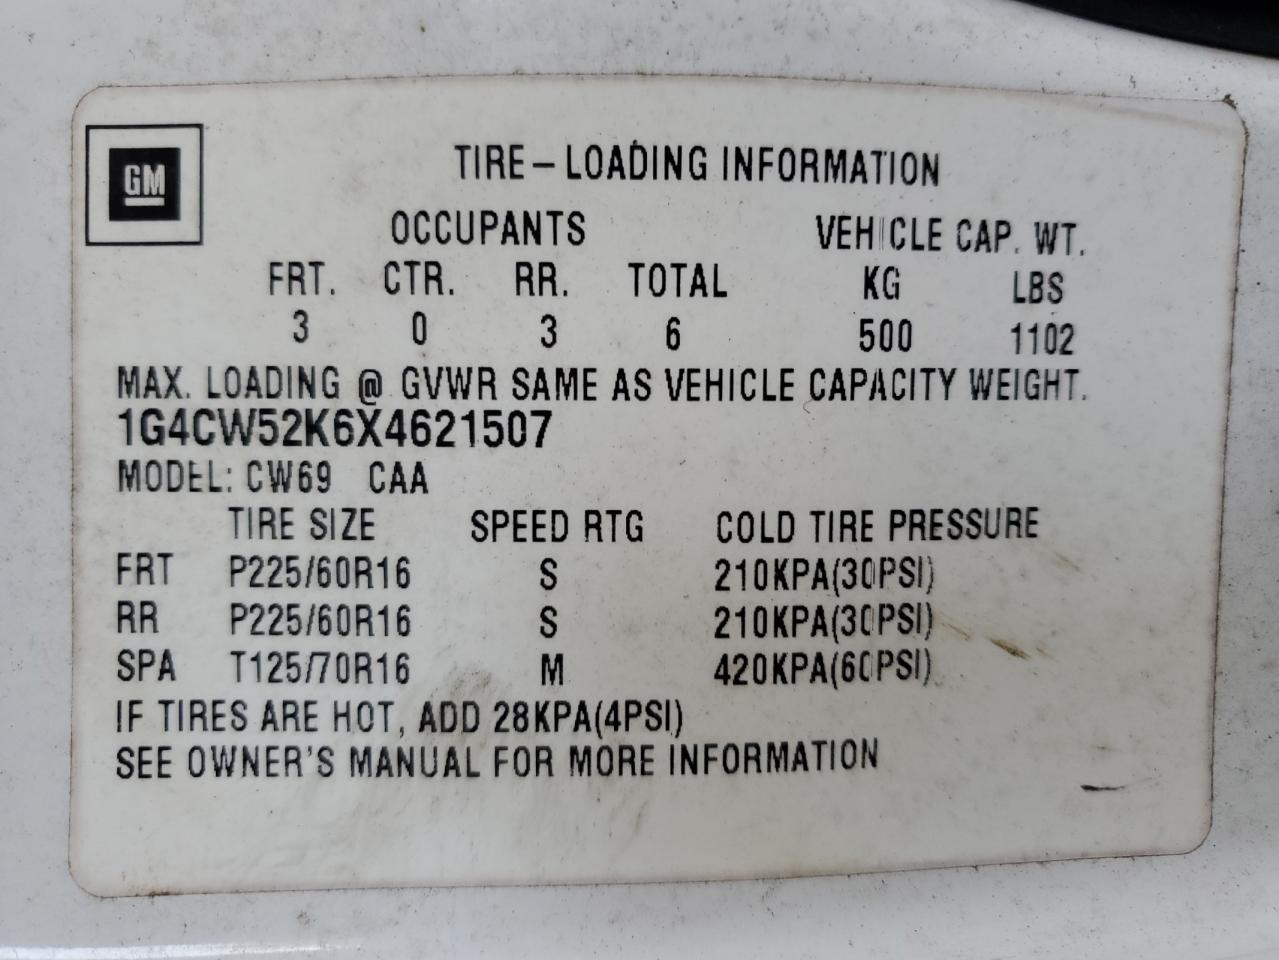 GM
TIRE-LOADING INFORMATION
OCCUPANTS VEHICLE CAP. WT.
FRT. CTR. RR. TOTAL KG LBS
3 0 3 6 500 1102
MAX. LOADING @ GVWR SAME AS VEHICLE CAPACITY WEIGHT.
1G4CW52K6X4621507
MODEL: CW69 CAA
TIRE SIZE SPEED RTG COLD TIRE PRESSURE
FRT P225/60R16 S 210KPA(30PSI)
RR P225/60R16 S 210KPA(30PSI)
SPA T125/70R16 M 420KPA(60PSI)
IF TIRES ARE HOT, ADD 28KPA(4PSI)
SEE OWNER'S MANUAL FOR MORE INFORMATION